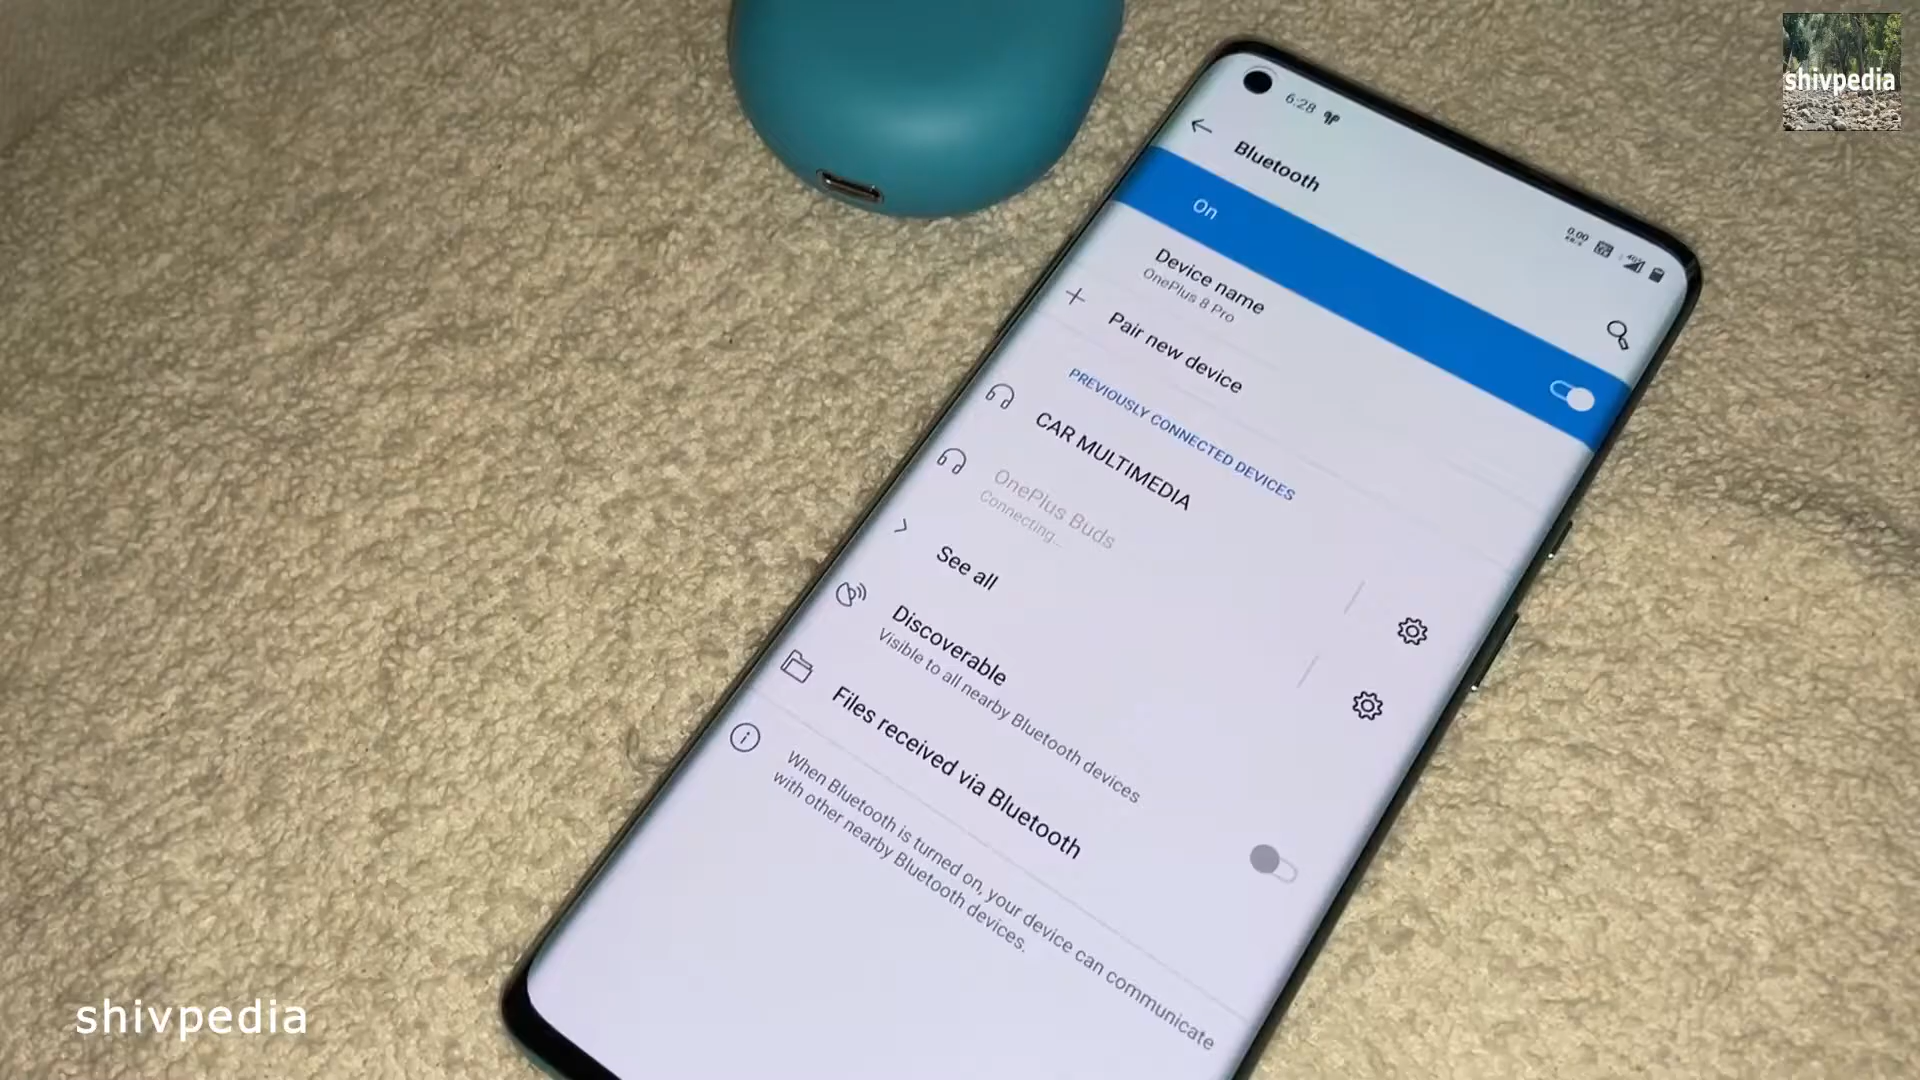 shivpedia
6:28
Bluetooth
0.00
On
Device name
OnePlus 8 Pro
Pair new device
PREVIOUSLY CONNECTED DEVICES
CAR MULTIMEDIA
OnePlus Buds
Connecting...
See all
Discoverable
Visible to all nearby Bluetooth devices
Files received via Bluetooth
When Bluetooth is turned on, your device can communicate
with other nearby Bluetooth devices.
shivpedia